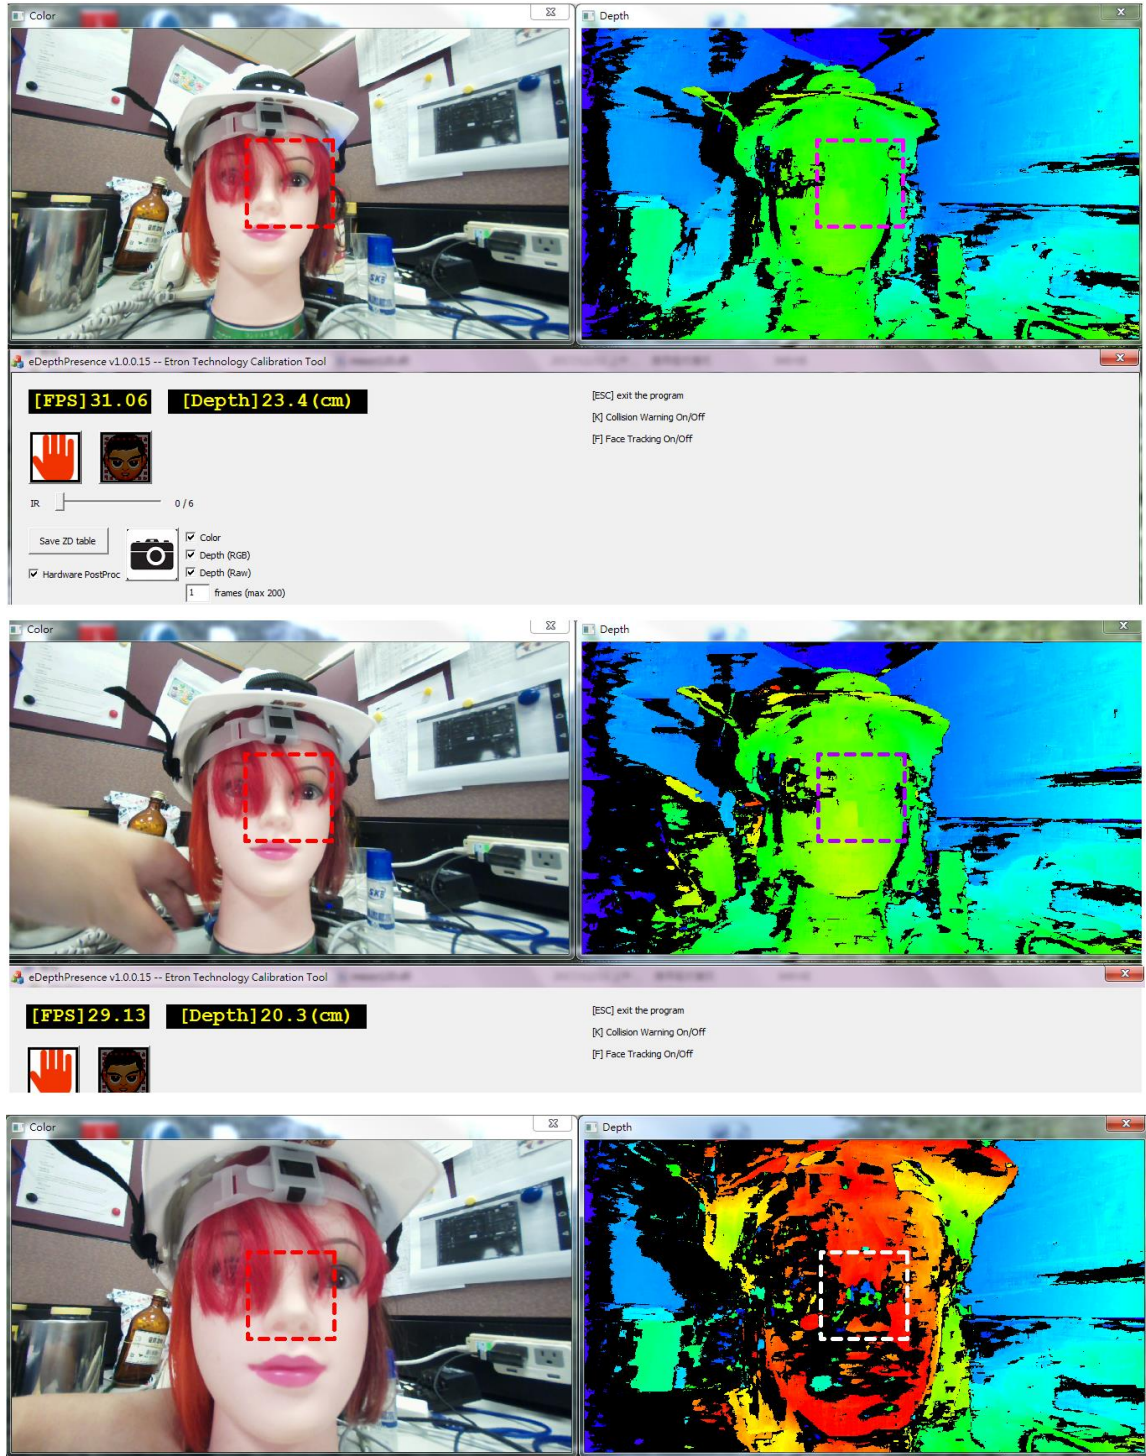 Color
Depth
eDepthPresence v1.0.0.15 -- Etron Technology Calibration Tool
[FPS]31.06 [Depth]23.4(cm)
[ESC] exit the program
[K] Collision Warning On/Off
[F] Face Tracking On/Off
IR 0 / 6
Save ZD table
Color
Depth (RGB)
Hardware PostProc
Depth (Raw)
1 frames (max 200)
Color
Depth
eDepthPresence v1.0.0.15 -- Etron Technology Calibration Tool
[FPS]29.13 [Depth]20.3(cm)
[ESC] exit the program
[K] Collision Warning On/Off
[F] Face Tracking On/Off
Color
Depth